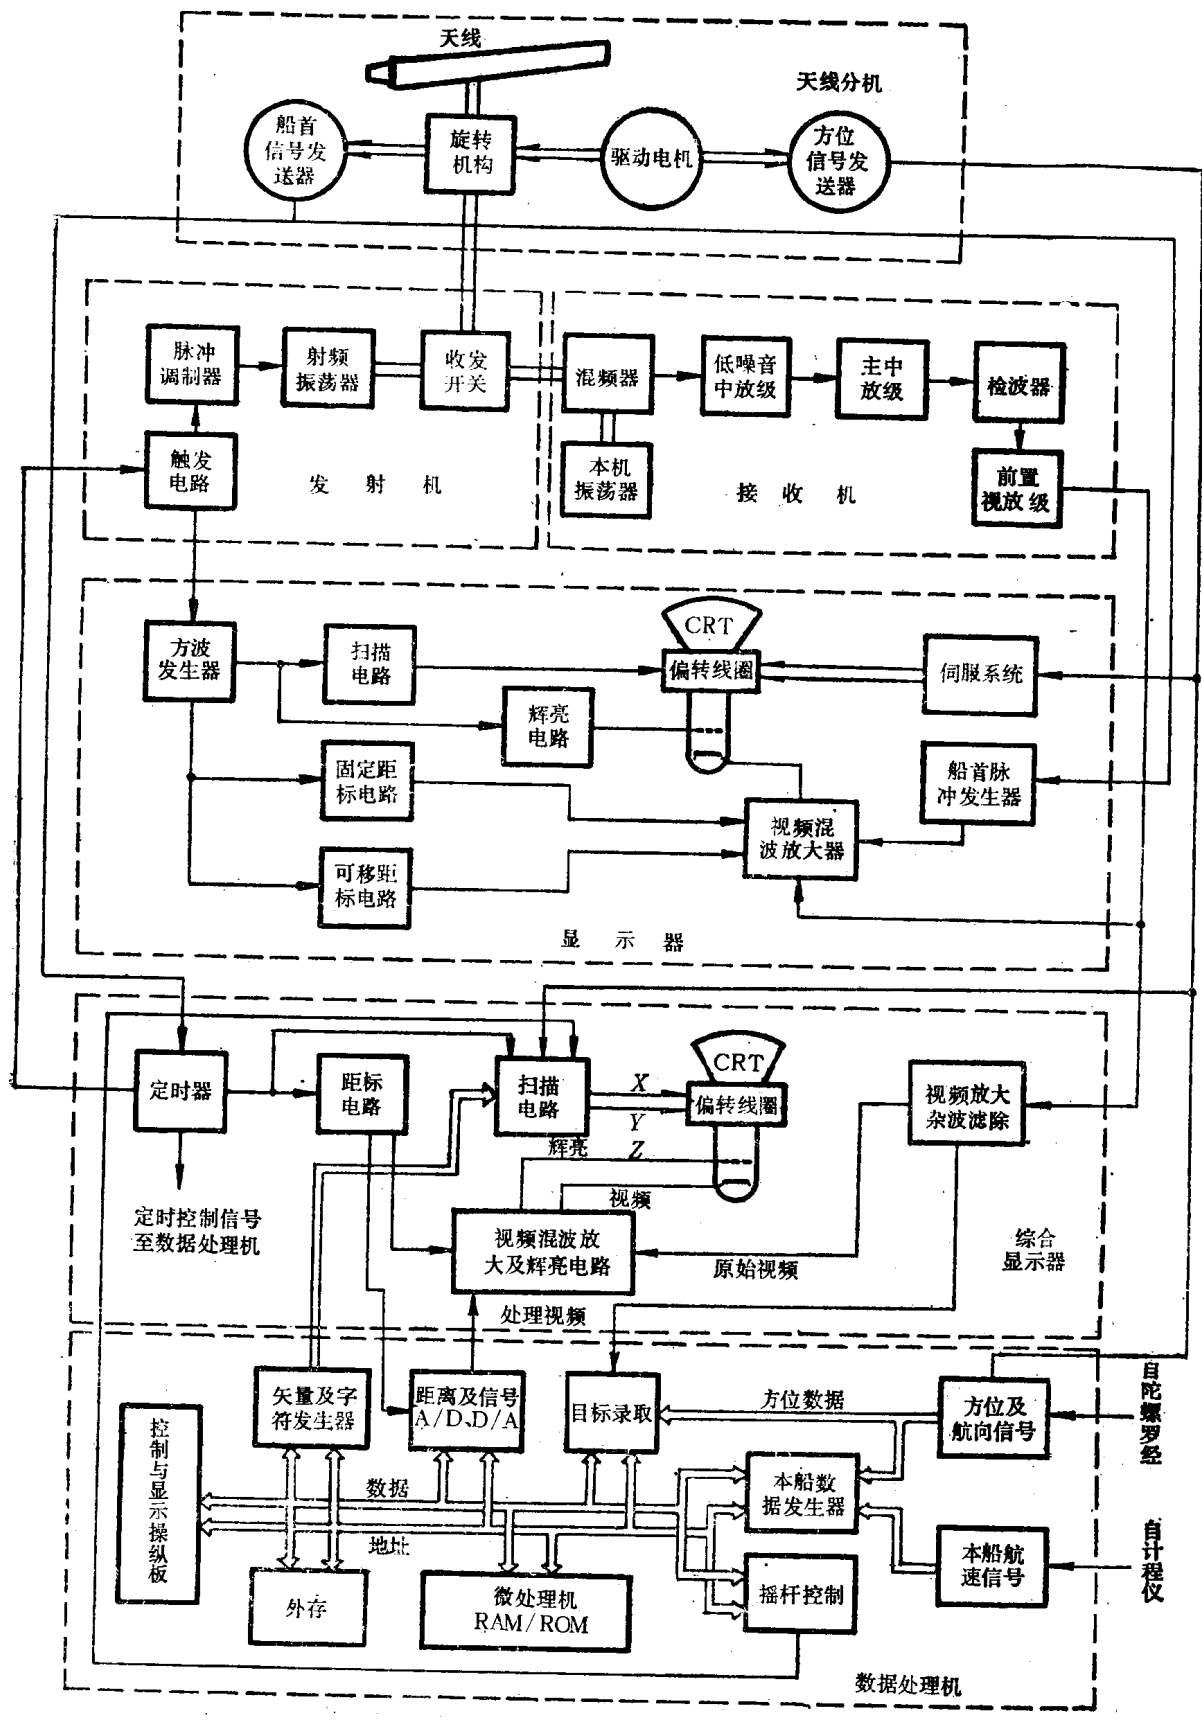 天线
天线分机
船首
信号发
送器
旋转
机构
驱动电机
方位
信号发
送器
脉冲
调制器
射频
振荡器
收发
开关
混频器
低噪音
中放级
主中
放级
检波器
触发
电路
发射机
本机
振荡器
接收机
前置
视放级
方波
发生器
扫描
电路
CRT
偏转线圈
伺服系统
辉亮
电路
固定距
标电路
船首脉
冲发生器
视频混
波放大器
可移距
标电路
显示器
定时器
距标
电路
扫描
电路
X
Y
CRT
偏转线圈
视频放大
杂波滤除
辉亮
Z
视频
定时控制信号
至数据处理机
视频混波放
大及辉亮电路
原始视频
综合
显示器
处理视频
矢量及字
符发生器
距离及信号
A/D、D/A
目标录取
方位数据
方位及
航向信号
自陀螺罗经
控制与显示操纵板
数据
地址
本船数
据发生器
本船航
速信号
自计程仪
外存
微处理机
RAM/ROM
摇杆控制
数据处理机